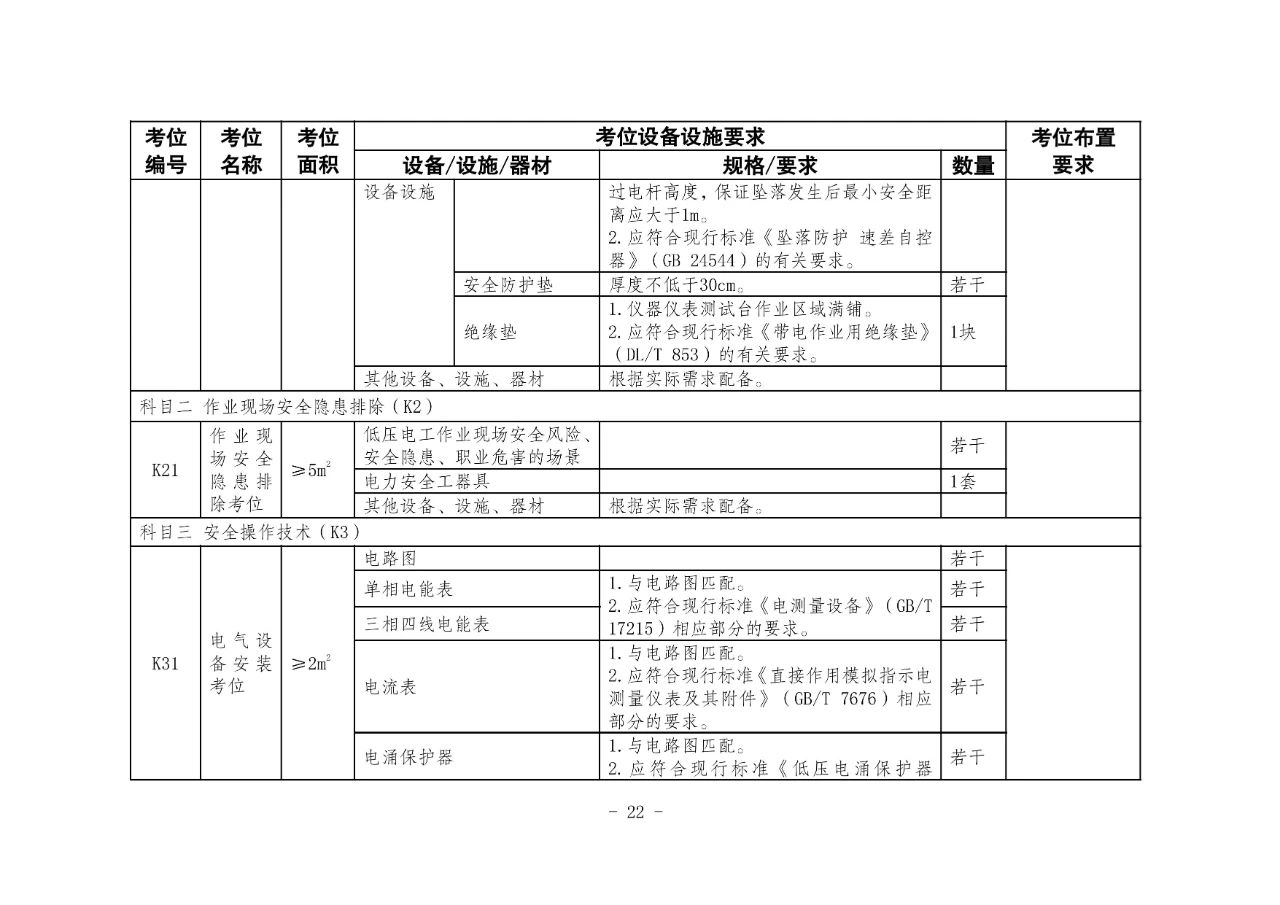 考位编号
考位名称
考位面积
考位设备设施要求
考位布置要求
设备/设施/器材
规格/要求
数量
设备设施
过电杆高度，保证坠落发生后最小安全距
离应大于1m。
2.应符合现行标准《坠落防护 速差自控
器》（GB 24544）的有关要求。
安全防护垫
厚度不低于30cm。
若干
绝缘垫
1.仪器仪表测试台作业区域满铺。
2.应符合现行标准《带电作业用绝缘垫》
（DL/T 853）的有关要求。
1块
其他设备、设施、器材
根据实际需求配备。
科目二 作业现场安全隐患排除（K2）
K21
作业现
场安全
隐患排
除考位
≥5m²
低压电工作业现场安全风险、
安全隐患、职业危害的场景
若干
电力安全工器具
1套
其他设备、设施、器材
根据实际需求配备。
科目三 安全操作技术（K3）
K31
电气设
备安装
考位
≥2m²
电路图
若干
单相电能表
1.与电路图匹配。
2.应符合现行标准《电测量设备》（GB/T
17215）相应部分的要求。
若干
三相四线电能表
若干
电流表
1.与电路图匹配。
2.应符合现行标准《直接作用模拟指示电
测量仪表及其附件》（GB/T 7676）相应
部分的要求。
若干
电涌保护器
1.与电路图匹配。
2.应符合现行标准《低压电涌保护器
若干
- 22 -